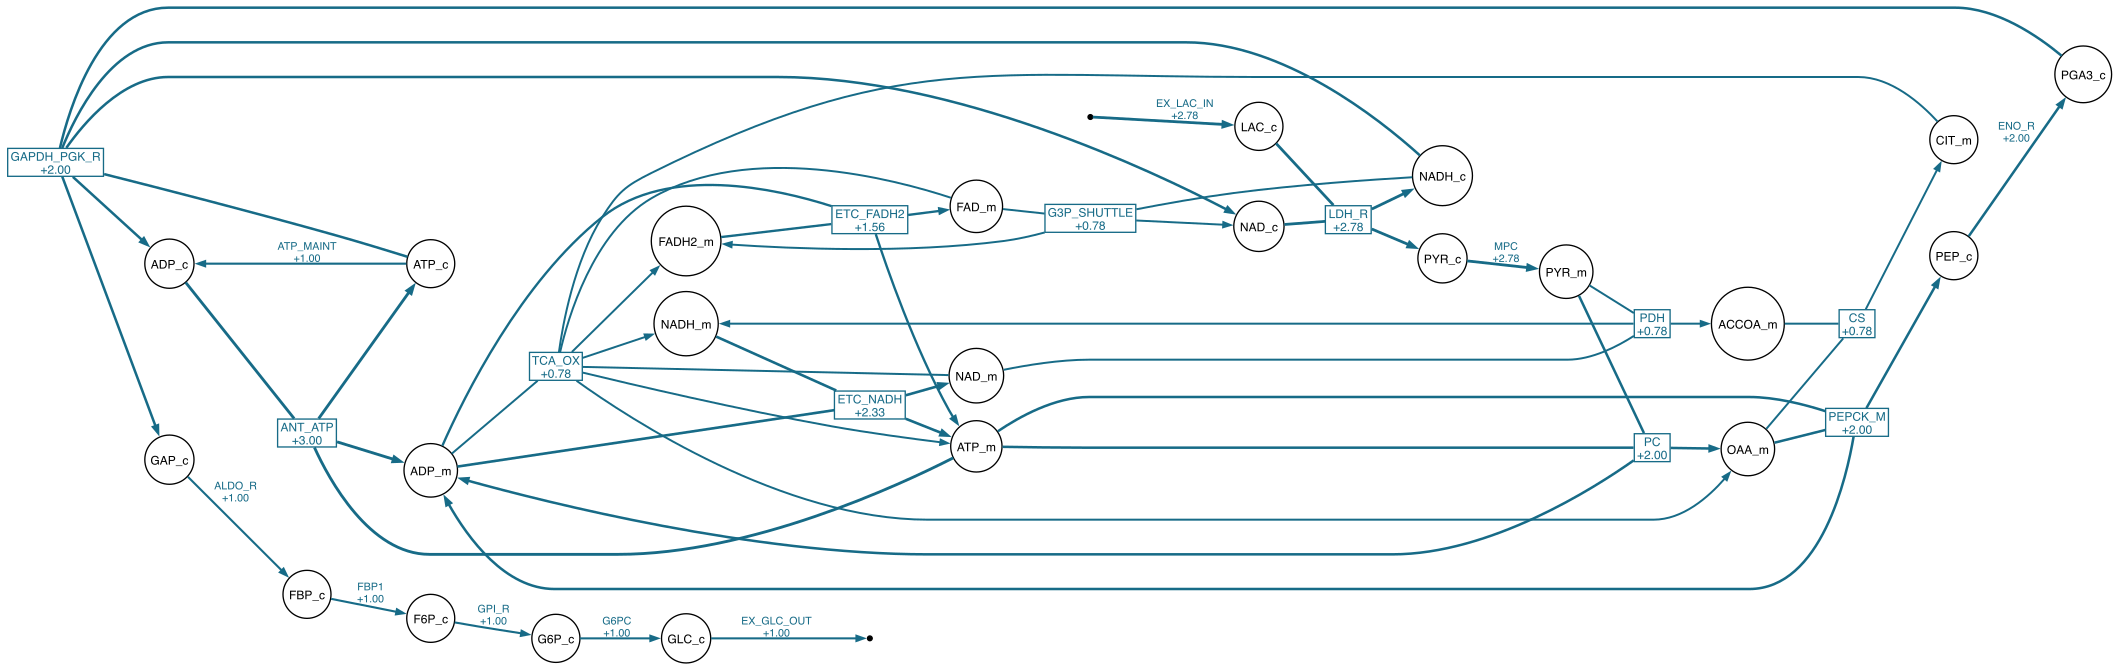 PGA3_c
EX_LAC_IN
+2.78
LAC_c
ENO_R
+2.00
CIT_m
GAPDH_PGK_R
+2.00
NADH_c
FAD_m
ETC_FADH2
+1.56
G3P_SHUTTLE
+0.78
LDH_R
+2.78
NAD_c
FADH2_m
ADP_c
ATP_MAINT
+1.00
ATP_c
PYR_c
MPC
+2.78
PYR_m
PEP_c
NADH_m
PDH
+0.78
ACCOA_m
CS
+0.78
TCA_OX
+0.78
NAD_m
ETC_NADH
+2.33
PEPCK_M
+2.00
ANT_ATP
+3.00
ATP_m
PC
+2.00
OAA_m
GAP_c
ADP_m
ALDO_R
+1.00
FBP_c
FBP1
+1.00
F6P_c
GPI_R
+1.00
G6P_c
G6PC
+1.00
GLC_c
EX_GLC_OUT
+1.00